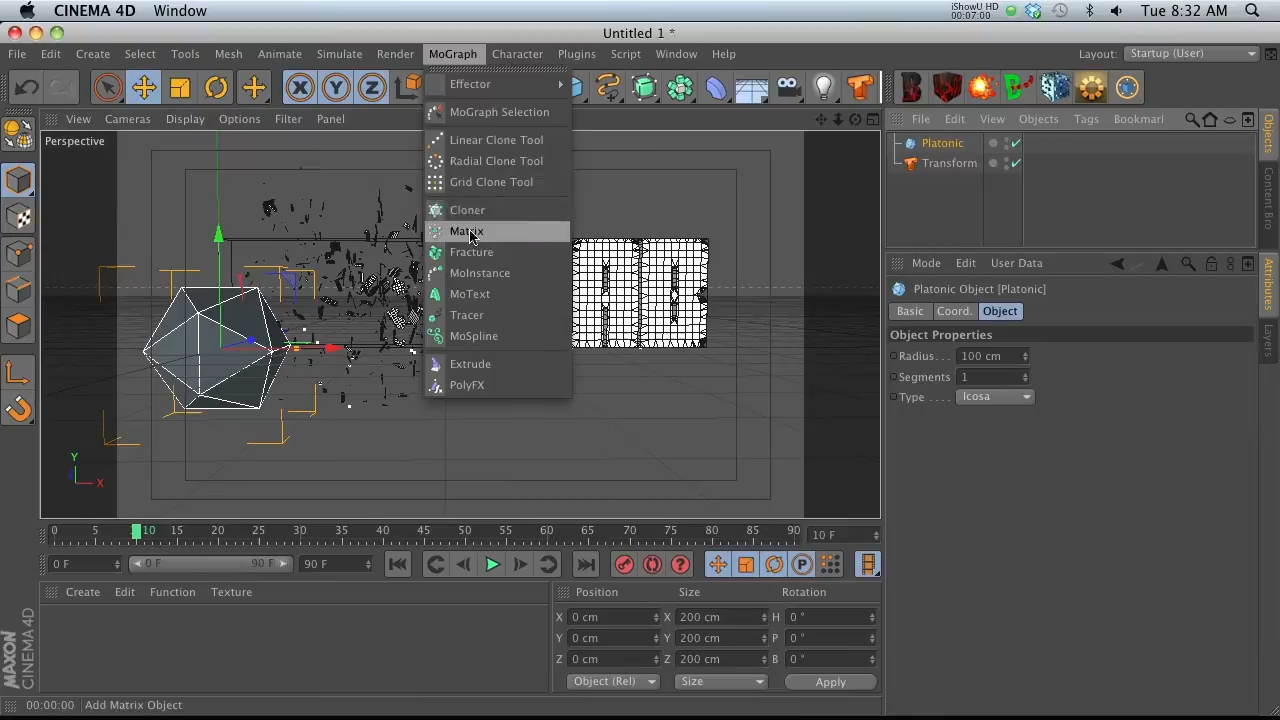 CINEMA 4D Window
iShowU HD
00:07:00
Tue 8:32 AM
Untitled 1 *
File Edit Create Select Tools Mesh Animate Simulate Render MoGraph Character Plugins Script Window Help
Layout: Startup (User)
X Y Z
View Cameras Display Options Filter Panel
Perspective
Effector
MoGraph Selection
Linear Clone Tool
Radial Clone Tool
Grid Clone Tool
Cloner
Matrix
Fracture
MoInstance
MoText
Tracer
MoSpline
Extrude
PolyFX
Y
X
File Edit View Objects Tags Bookmarl
Platonic
Transform
Objects
Content Bro
Attributes
Layers
Mode Edit User Data
Platonic Object [Platonic]
Basic Coord. Object
Object Properties
Radius . . . 100 cm
Segments 1
Type . . . . Icosa
0 5 10 15 20 25 30 35 40 45 50 55 60 65 70 75 80 85 90
10 F
0 F 0 F 90 F 90 F
P
Create Edit Function Texture
Position Size Rotation
X 0 cm X 200 cm H 0 °
Y 0 cm Y 200 cm P 0 °
Z 0 cm Z 200 cm B 0 °
Object (Rel) Size Apply
MAXON
CINEMA 4D
00:00:00 Add Matrix Object